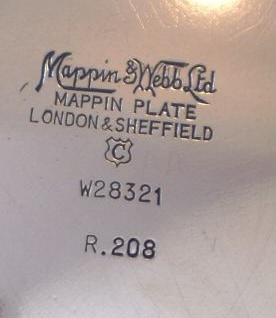 Mappin & Webb Ltd
MAPPIN PLATE
LONDON & SHEFFIELD
C
W28321
R.208